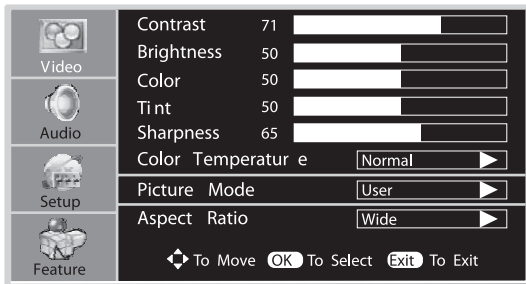 Video
Audio
Setup
Feature
Contrast 71
Brightness 50
Color 50
Ti nt 50
Sharpness 65
Color Temperatur e Normal
Picture Mode User
Aspect Ratio Wide
To Move OK To Select Exit To Exit